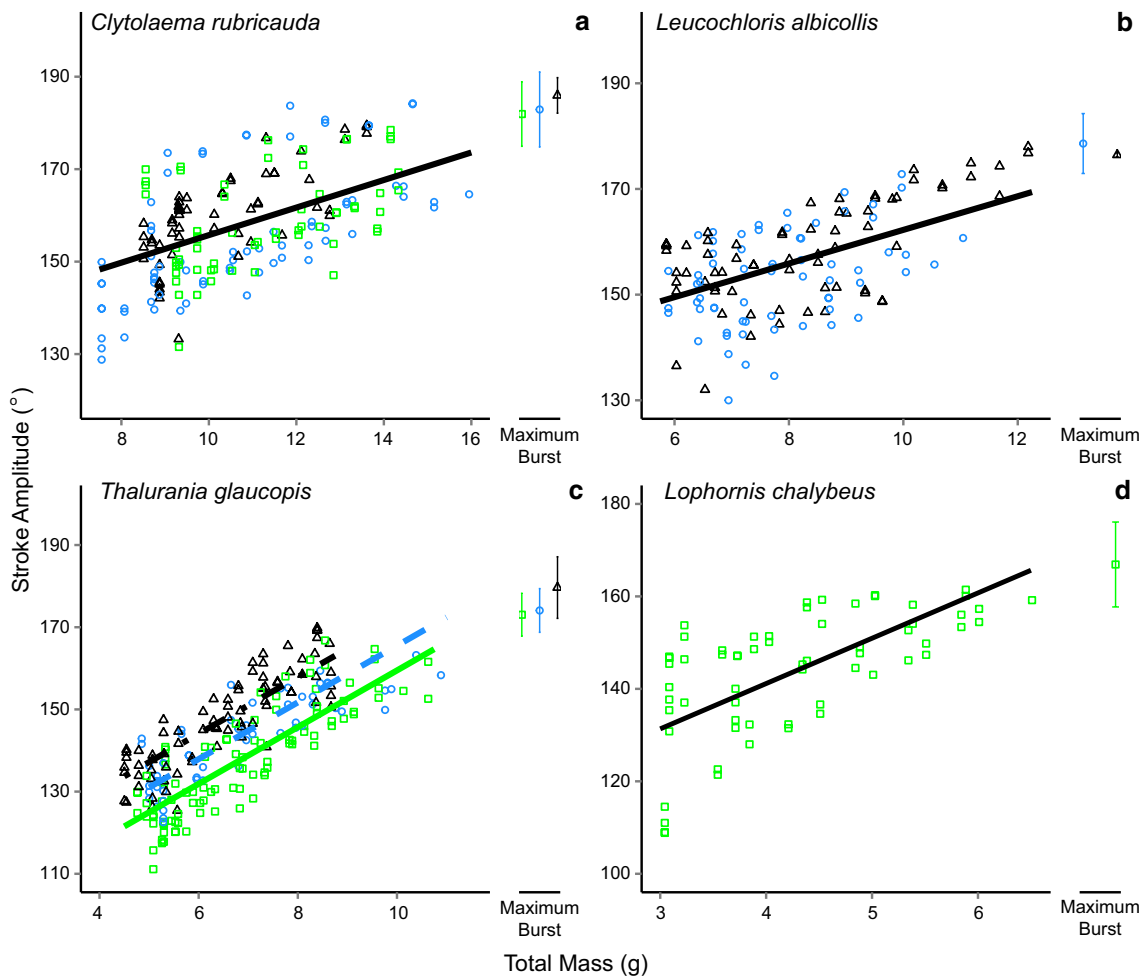 Clytolaema rubricauda a
Leucochloris albicollis b
190
170
150
130
8 10 12 14 16
Maximum
Burst
190
170
150
130
6 8 10 12
Maximum
Burst
Stroke Amplitude (°)
Thalurania glaucopis c
Lophornis chalybeus d
190
170
150
130
110
4 6 8 10
Maximum
Burst
180
160
140
120
100
3 4 5 6
Maximum
Burst
Total Mass (g)